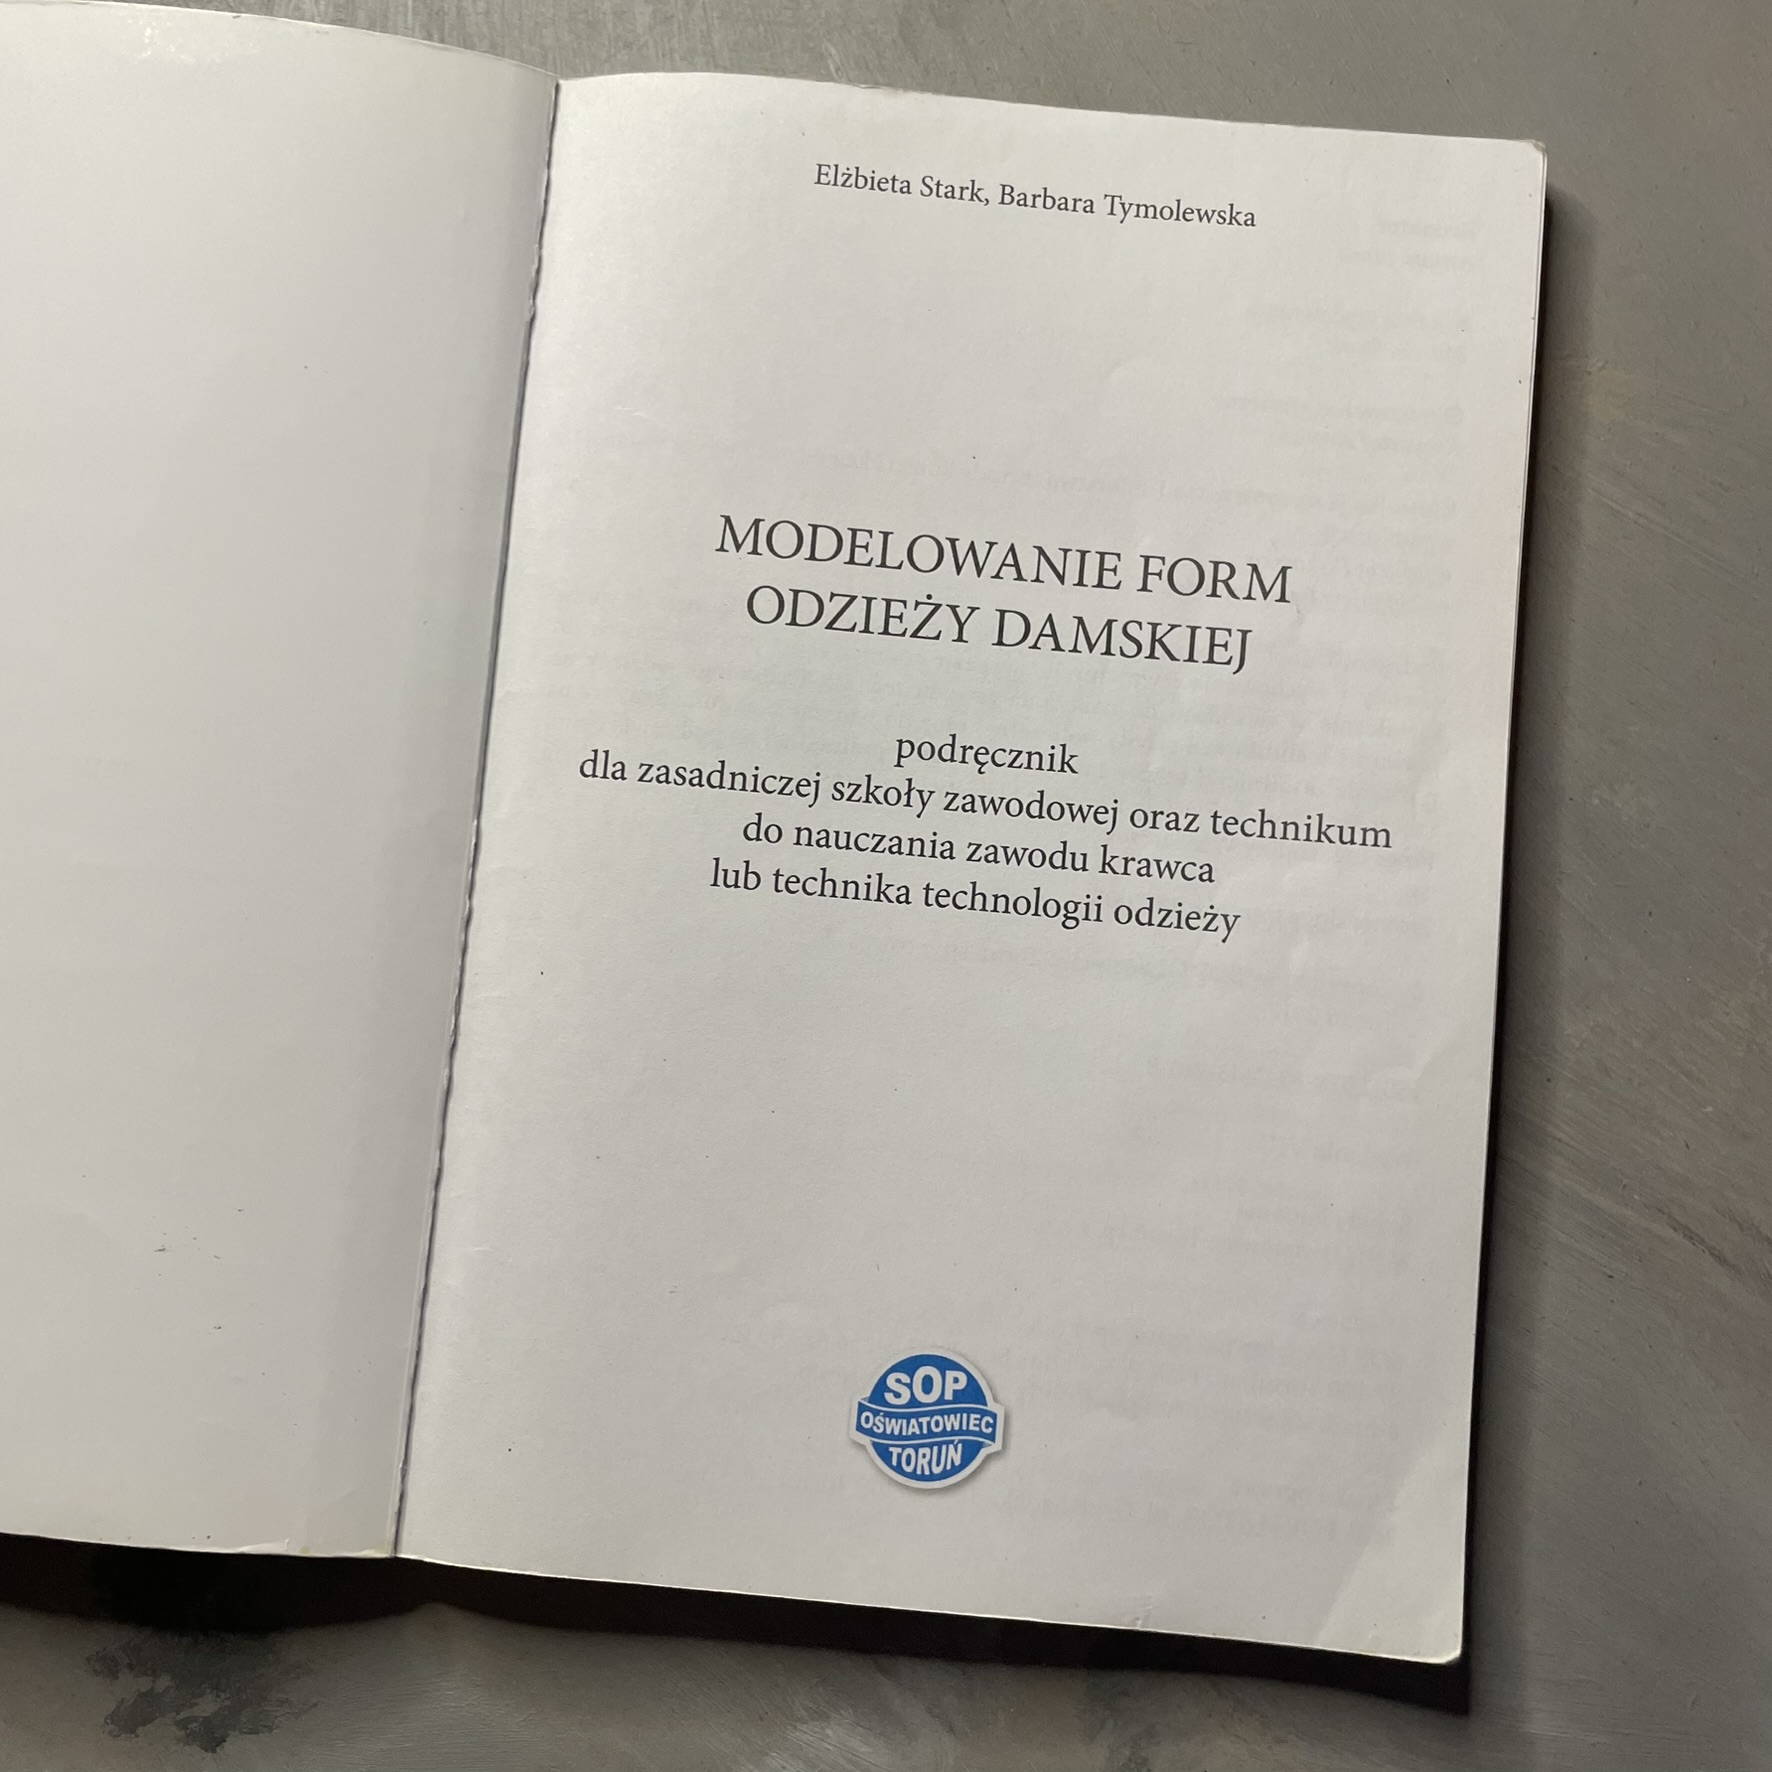 Elżbieta Stark, Barbara Tymolewska
MODELOWANIE FORM
ODZIEŻY DAMSKIEJ
podręcznik
dla zasadniczej szkoły zawodowej oraz technikum
do nauczania zawodu krawca
lub technika technologii odzieży
SOP
OŚWIATOWIEC
TORUŃ